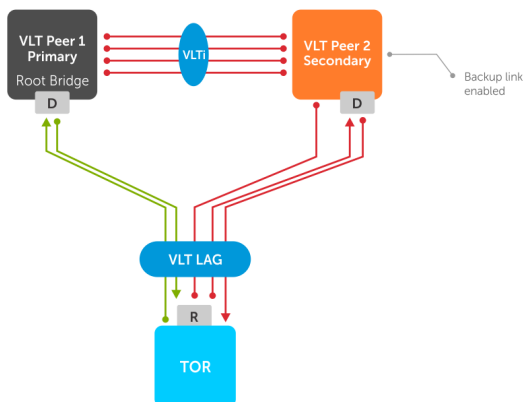 VLT Peer 1
Primary
Root Bridge
D
VLTi
VLT Peer 2
Secondary
D
Backup link
enabled
VLT LAG
R
TOR